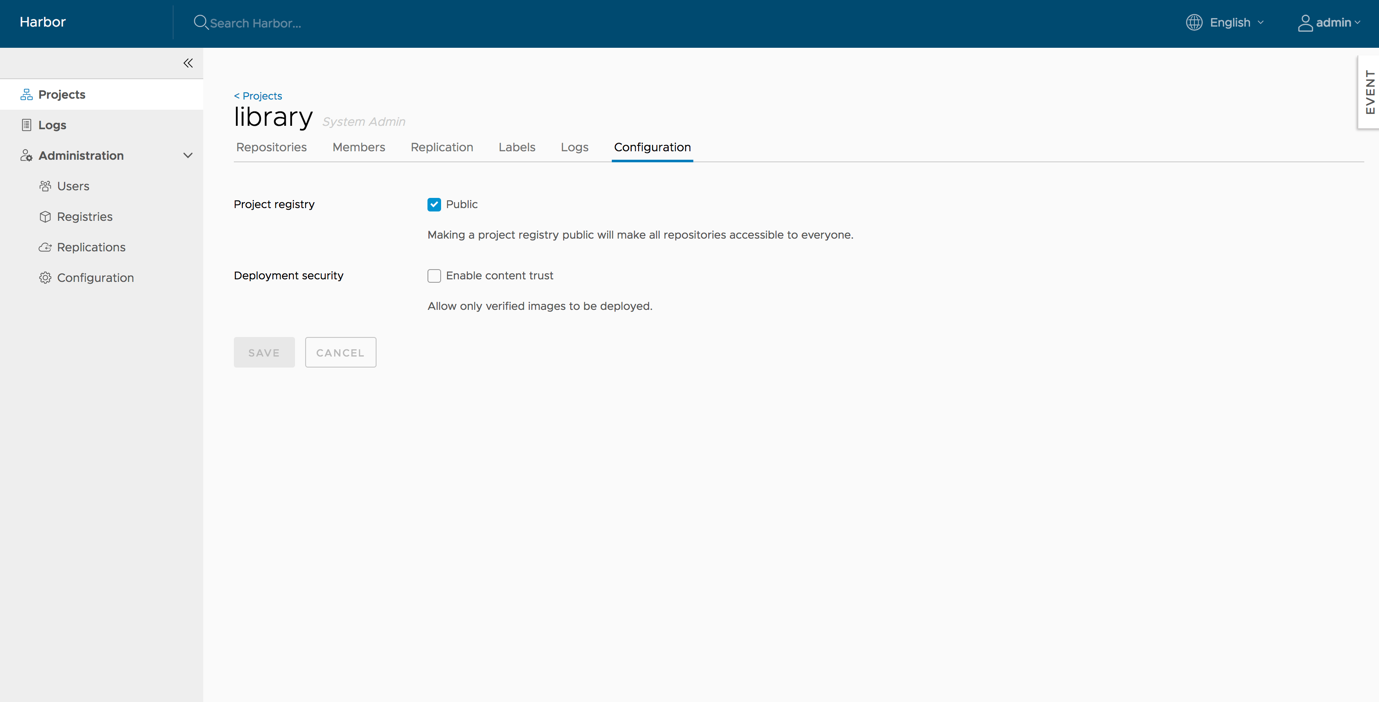 Harbor
Search Harbor...
English
admin
EVENT
Projects
Logs
Administration
Users
Registries
Replications
Configuration
< Projects
library System Admin
Repositories Members Replication Labels Logs Configuration
Project registry Public
Making a project registry public will make all repositories accessible to everyone.
Deployment security Enable content trust
Allow only verified images to be deployed.
SAVE CANCEL